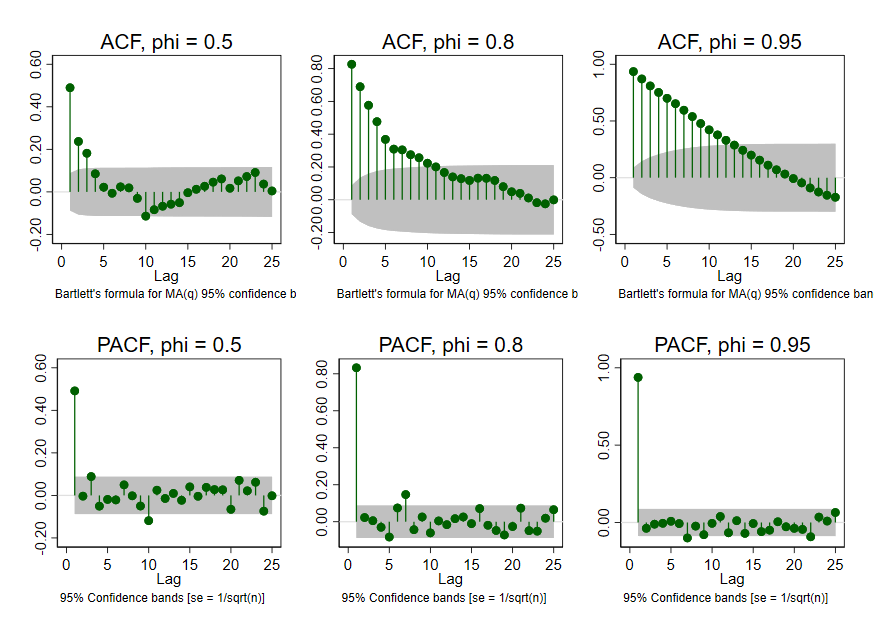 ACF, phi = 0.5
0.60
0.40
0.20
0.00
-0.20
0 5 10 15 20 25
Lag
Bartlett's formula for MA(q) 95% confidence b
ACF, phi = 0.8
0.80
0.60
0.40
0.20
0.00
-0.20
0 5 10 15 20 25
Lag
Bartlett's formula for MA(q) 95% confidence b
ACF, phi = 0.95
1.00
0.50
0.00
-0.50
0 5 10 15 20 25
Lag
Bartlett's formula for MA(q) 95% confidence ban
PACF, phi = 0.5
0.60
0.40
0.20
0.00
-0.20
0 5 10 15 20 25
Lag
95% Confidence bands [se = 1/sqrt(n)]
PACF, phi = 0.8
0.80
0.60
0.40
0.20
0.00
0 5 10 15 20 25
Lag
95% Confidence bands [se = 1/sqrt(n)]
PACF, phi = 0.95
1.00
0.50
0.00
0 5 10 15 20 25
Lag
95% Confidence bands [se = 1/sqrt(n)]